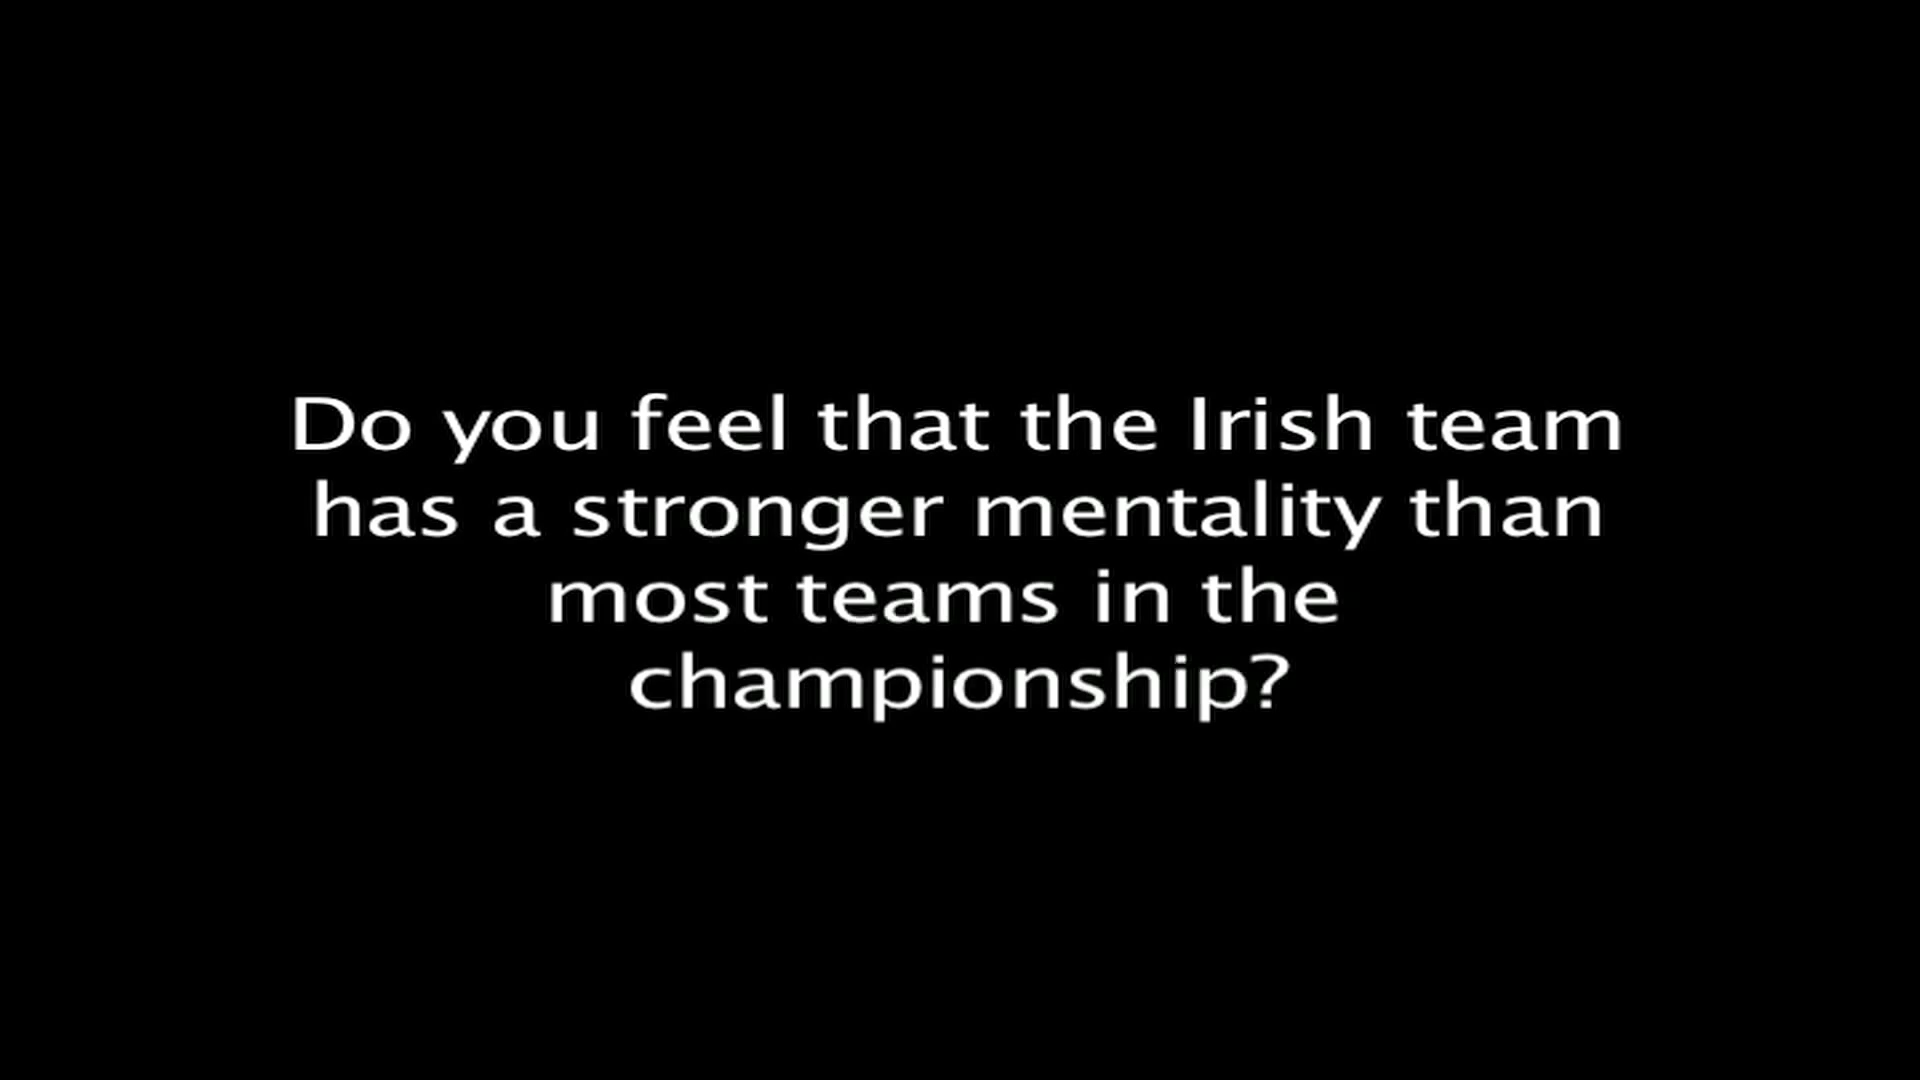 Do you feel that the Irish team
has a stronger mentality than
most teams in the
championship?